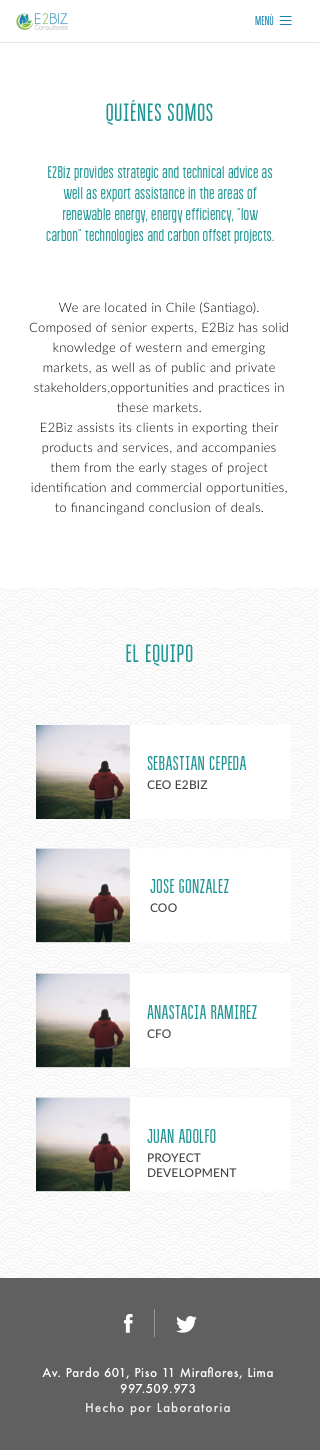 E2BIZ
Consultores
MENÚ
QUIÉNES SOMOS
E2Biz provides strategic and technical advice as
well as export assistance in the areas of
renewable energy, energy efficiency, "low
carbon" technologies and carbon offset projects.
We are located in Chile (Santiago).
Composed of senior experts, E2Biz has solid
knowledge of western and emerging
markets, as well as of public and private
stakeholders,opportunities and practices in
these markets.
E2Biz assists its clients in exporting their
products and services, and accompanies
them from the early stages of project
identification and commercial opportunities,
to financingand conclusion of deals.
EL EQUIPO
SEBASTIAN CEPEDA
CEO E2BIZ
JOSE GONZALEZ
COO
ANASTACIA RAMIREZ
CFO
JUAN ADOLFO
PROYECT
DEVELOPMENT
Av. Pardo 601, Piso 11 Miraflores, Lima
997.509.973
Hecho por Laboratoria